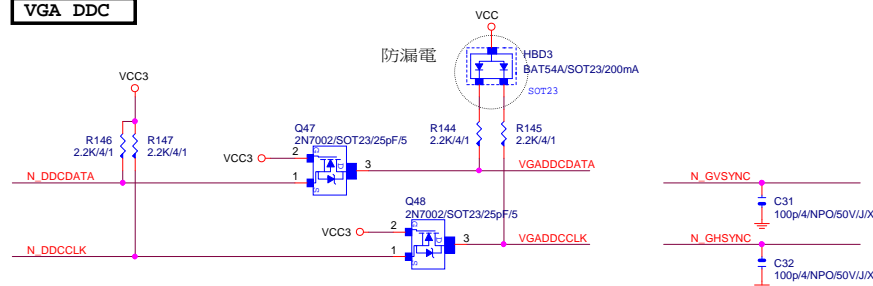 VGA DDC
VCC
防漏電
HBD3
BAT54A/SOT23/200mA
SOT23
VCC3
R146
2.2K/4/1
R147
2.2K/4/1
Q47
2N7002/SOT23/25pF/5
R144
2.2K/4/1
R145
2.2K/4/1
VCC3
2
G
D
S
3
1
VGADDCDATA
N_DDCDATA
N_GVSYNC
C31
100p/4/NPO/50V/J/X
Q48
2N7002/SOT23/25pF/5
VCC3
2
G
D
S
3
1
VGADDCCLK
N_DDCCLK
N_GHSYNC
C32
100p/4/NPO/50V/J/X